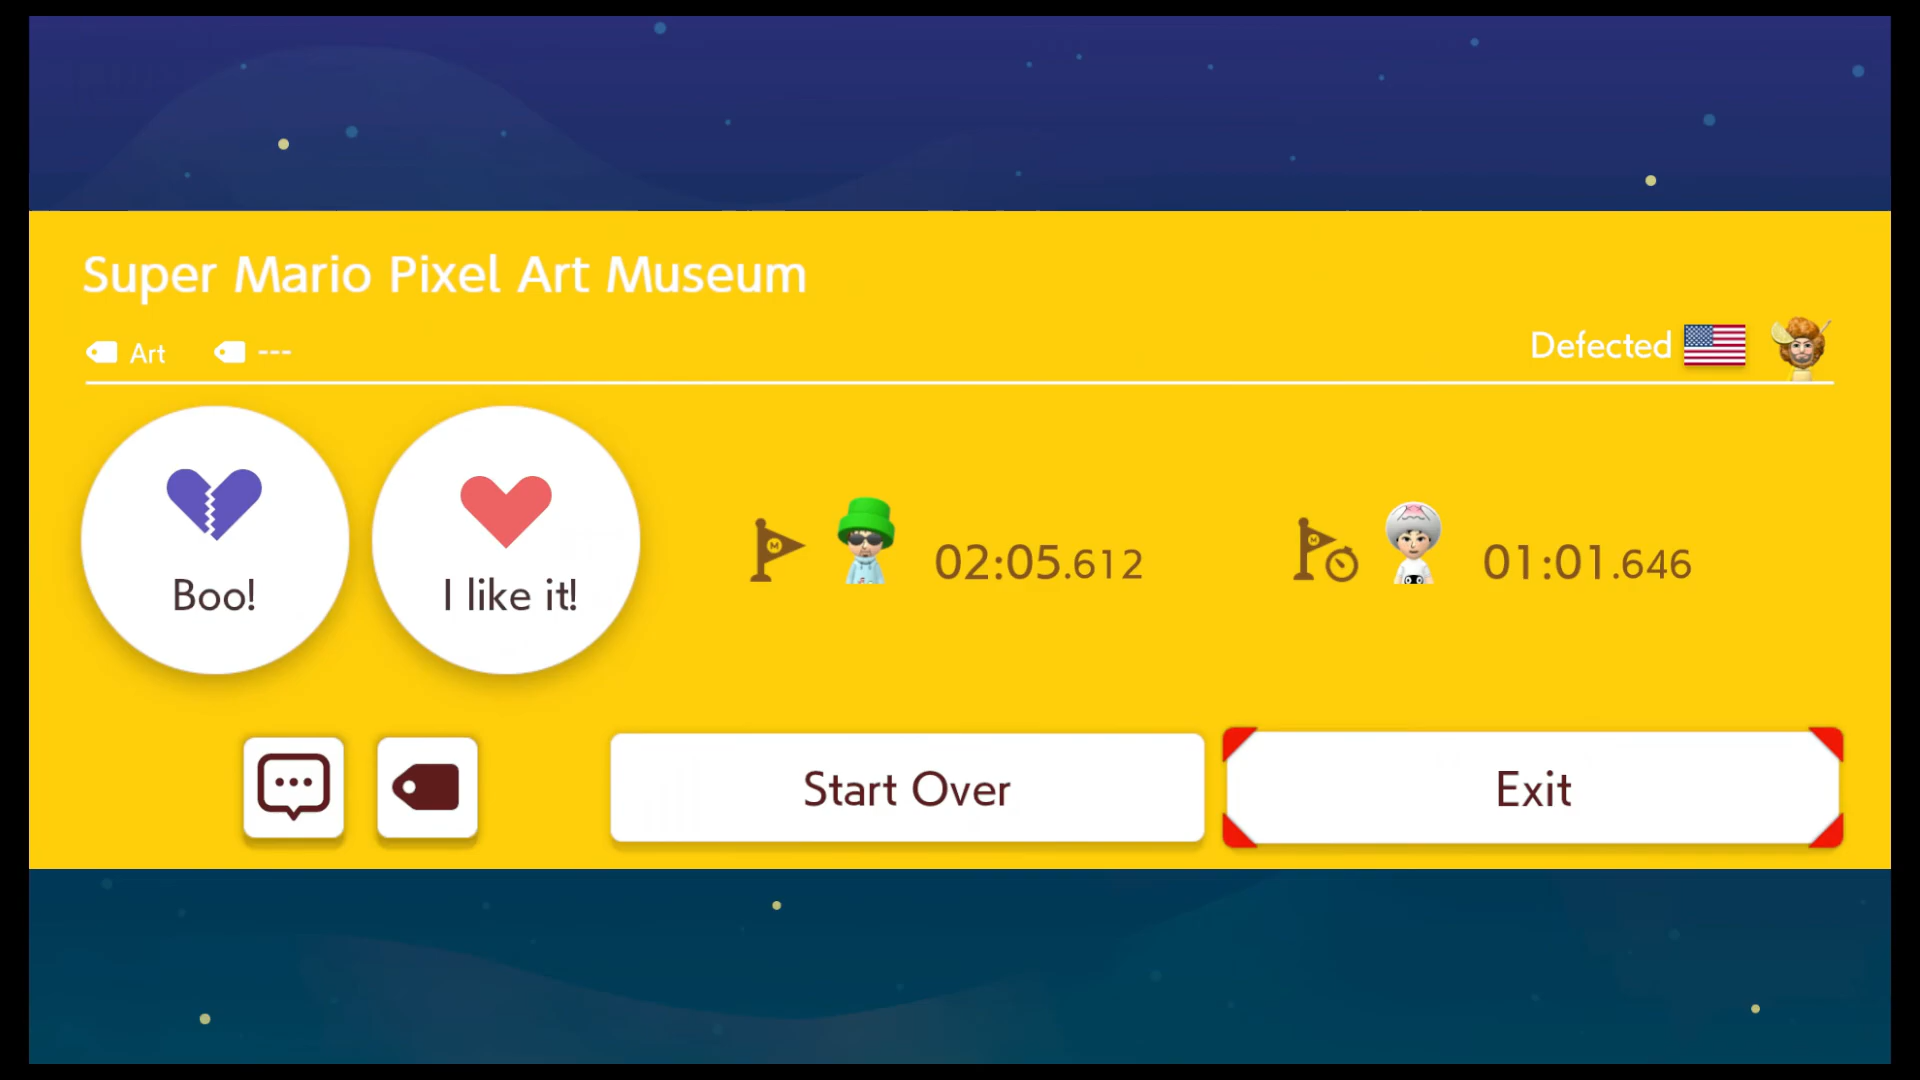 Super Mario Pixel Art Museum
Art ---
Defected
Boo!
I like it!
M
02:05.612
M
01:01.646
Start Over
Exit